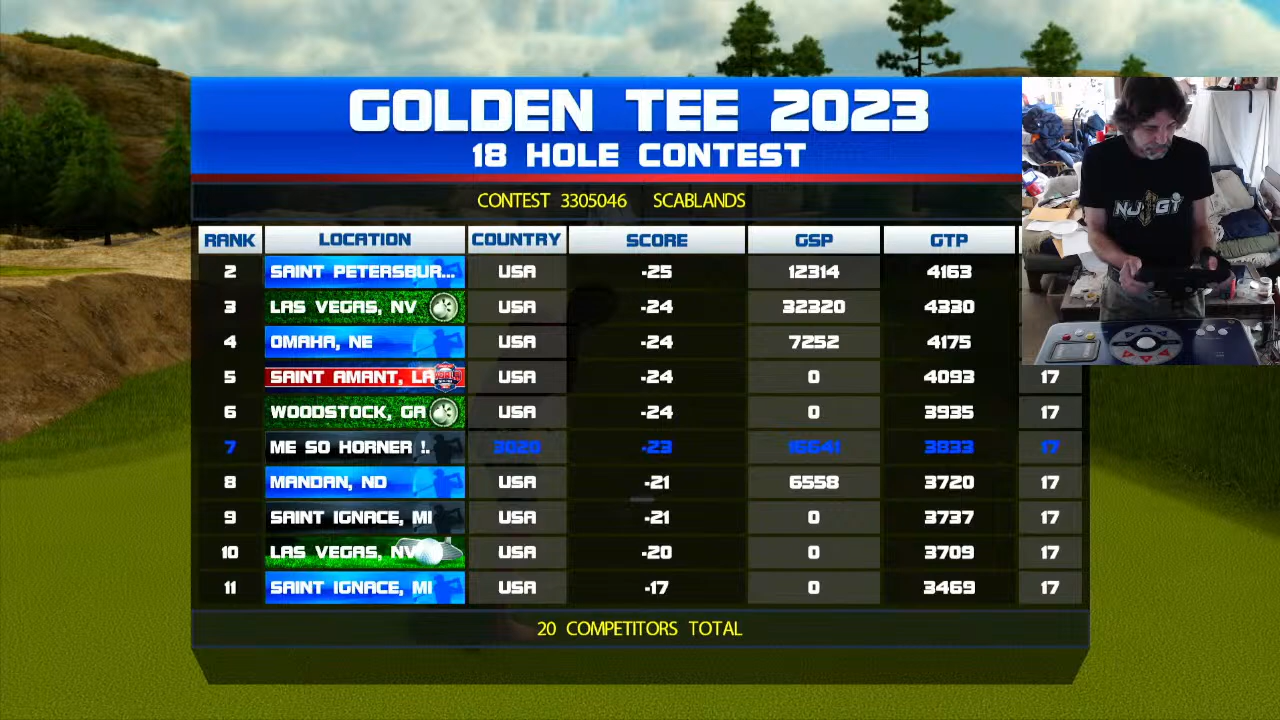 GOLDEN TEE 2023
18 HOLE CONTEST
CONTEST 3305046 SCABLANDS
RANK LOCATION COUNTRY SCORE GSP GTP
2 SAINT PETERSBUR... USA -25 12314 4163
3 LAS VEGAS, NV USA -24 32320 4330
4 OMAHA, NE USA -24 7252 4175
5 SAINT AMANT, LA USA -24 0 4093 17
6 WOODSTOCK, GA USA -24 0 3935 17
7 ME SO HORNER !. 3020 -23 16641 3833 17
8 MANDAN, ND USA -21 6558 3720 17
9 SAINT IGNACE, MI USA -21 0 3737 17
10 LAS VEGAS, NV USA -20 0 3709 17
11 SAINT IGNACE, MI USA -17 0 3469 17
20 COMPETITORS TOTAL